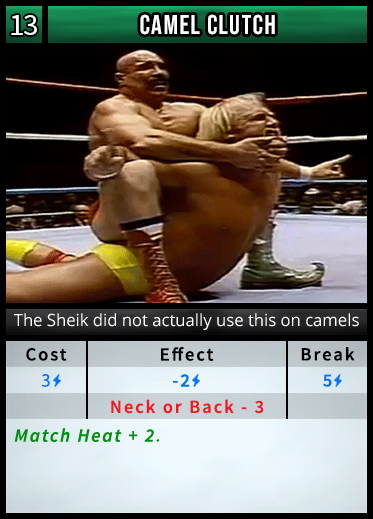 13 CAMEL CLUTCH
The Sheik did not actually use this on camels
Cost Effect Break
3⚡ -2⚡ 5⚡
Neck or Back - 3
Match Heat + 2.